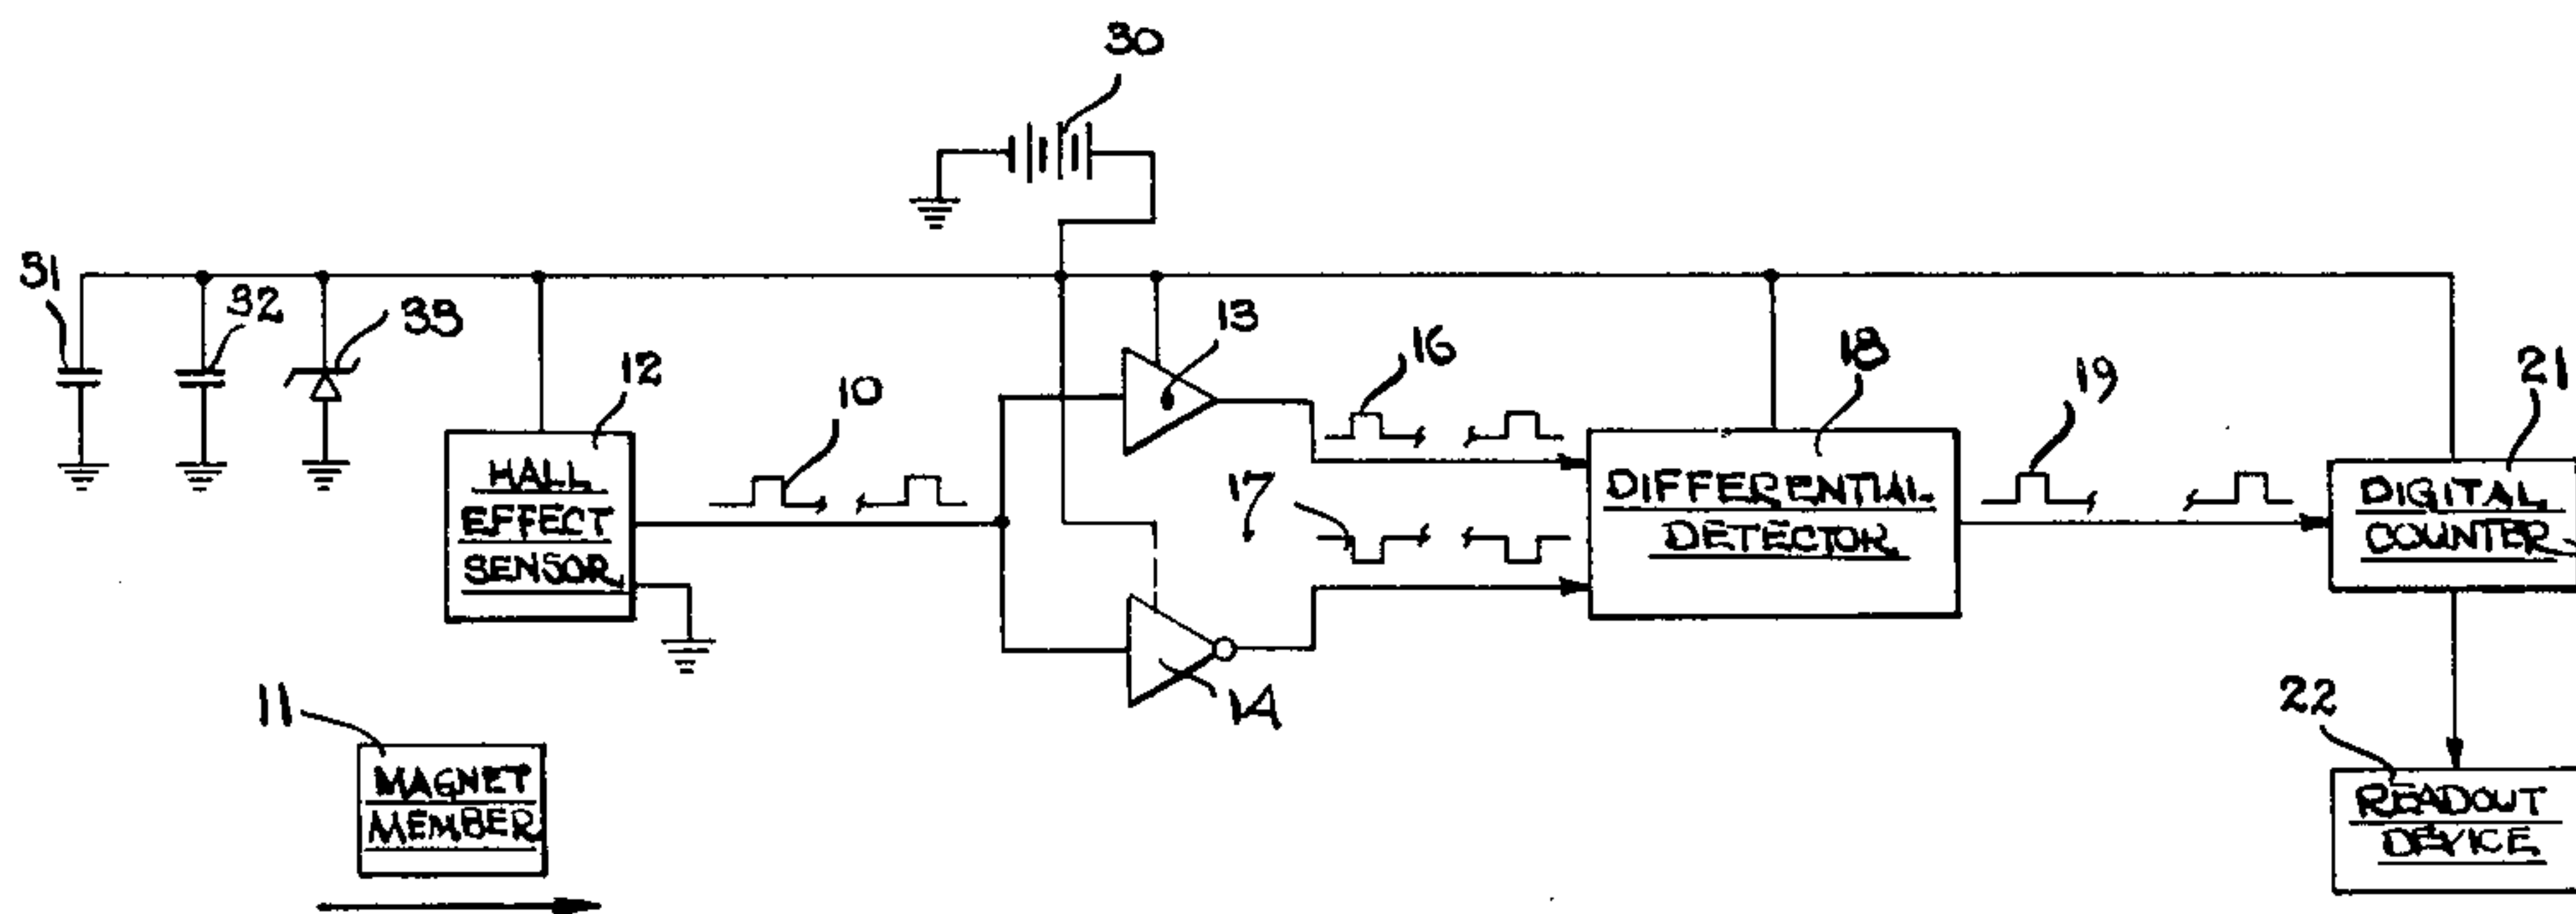 30
31
32
33
12
10
13
16
18
19
21
HALL
EFFECT
SENSOR
17
DIFFERENTIAL
DETECTOR
DIGITAL
COUNTER
14
11
22
MAGNET
MEMBER
READOUT
DEVICE